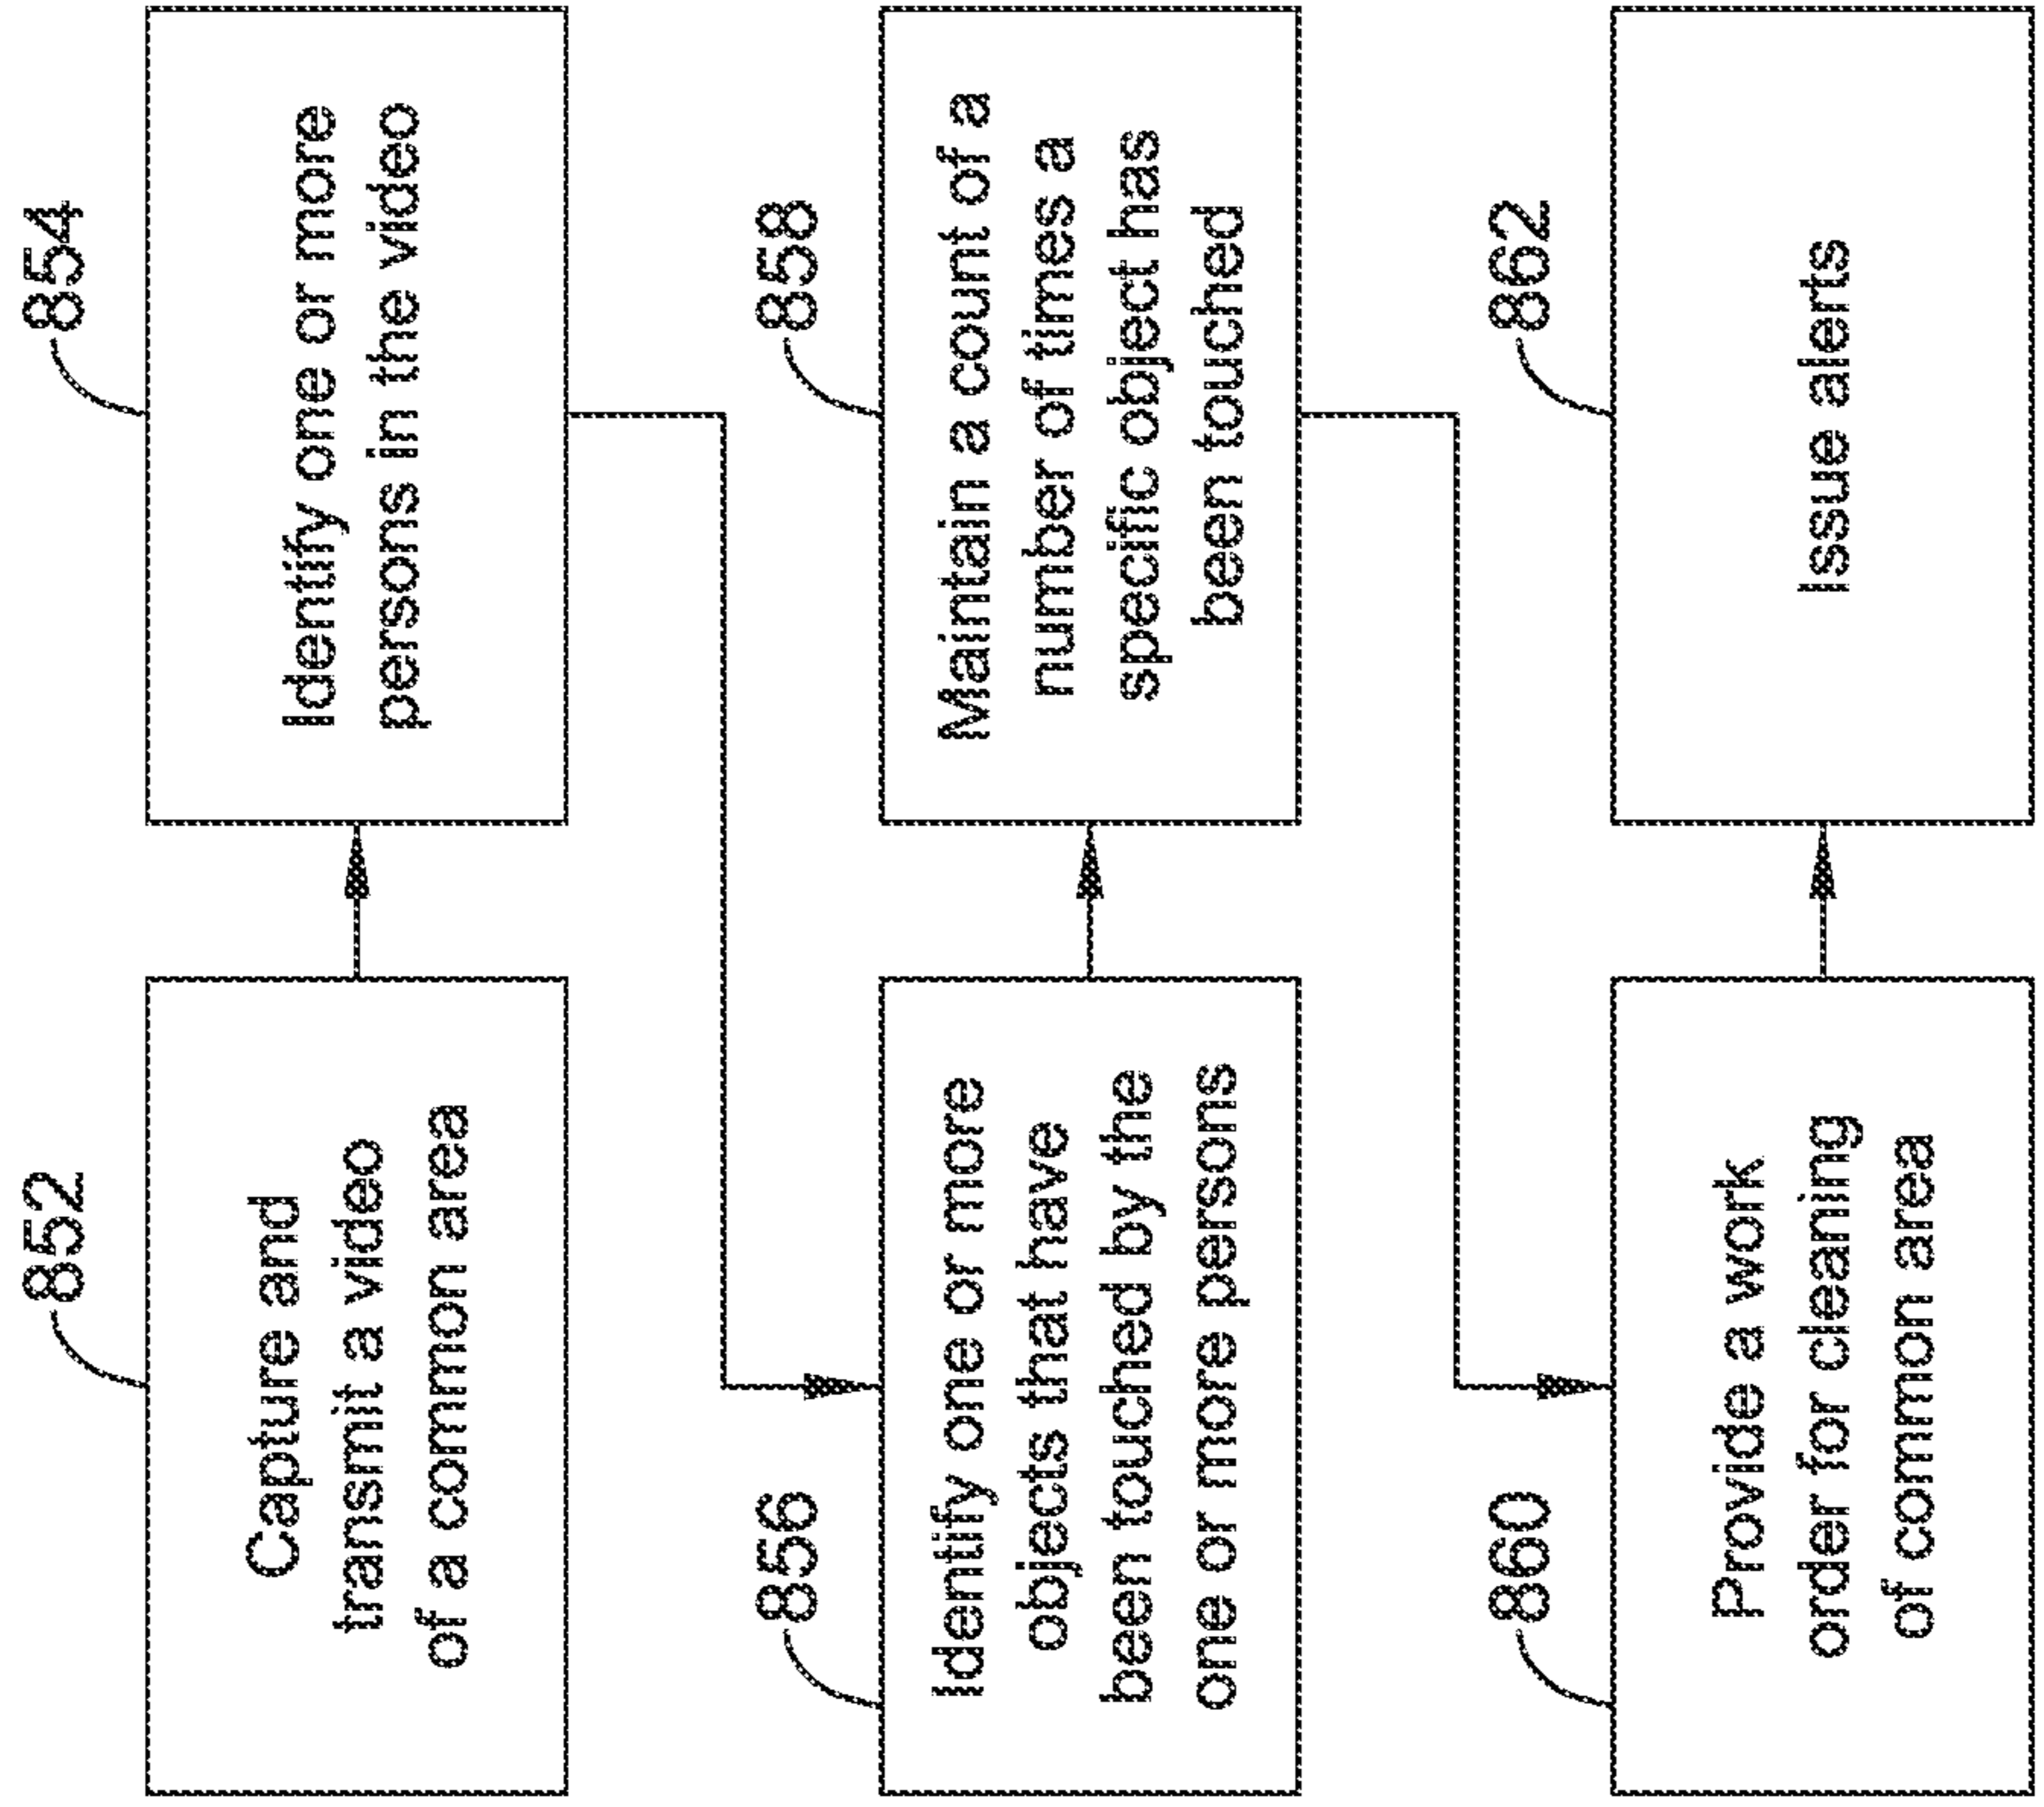 852
Capture and
transmit a video
of a common area
854
Identify one or more
persons in the video
856
Identify one or more
objects that have
been touched by the
one or more persons
858
Maintain a count of a
number of times a
specific object has
been touched
860
Provide a work
order for cleaning
of common area
862
Issue alerts